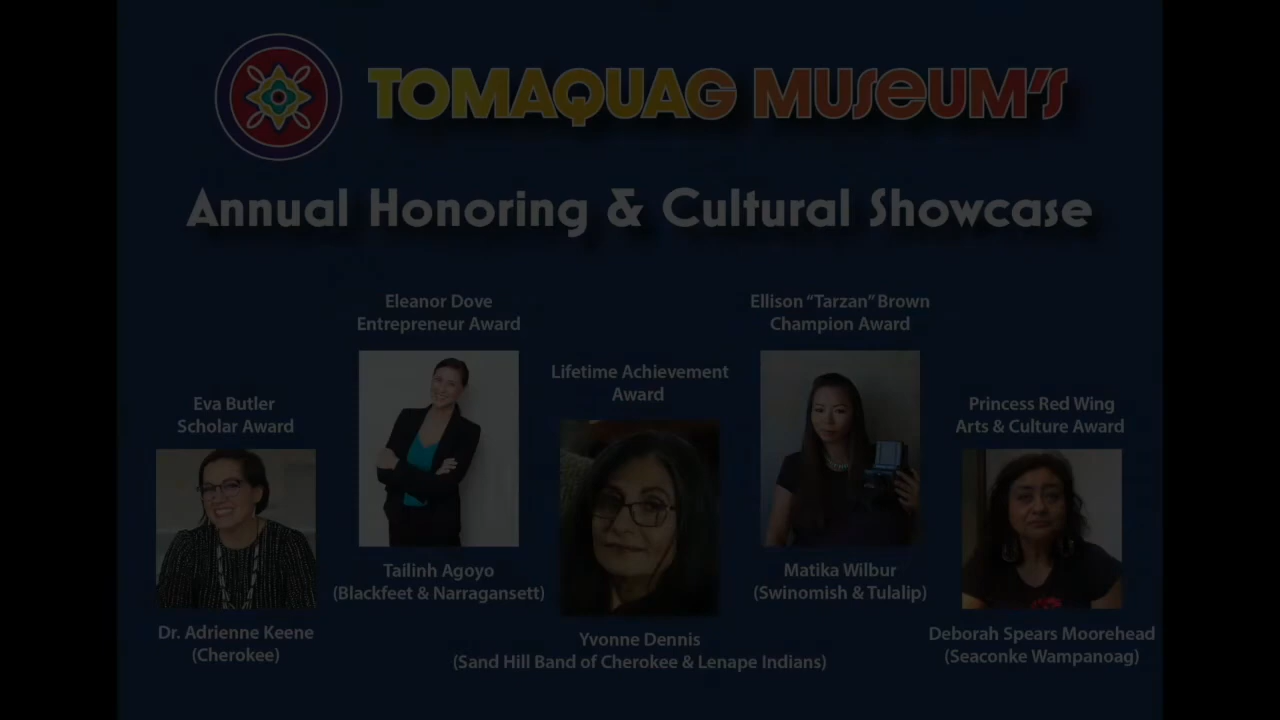 TOMAQUAG MUSEUM'S
Annual Honoring & Cultural Showcase
Eva Butler
Scholar Award
Dr. Adrienne Keene
(Cherokee)
Eleanor Dove
Entrepreneur Award
Tailinh Agoyo
(Blackfeet & Narragansett)
Lifetime Achievement
Award
Yvonne Dennis
(Sand Hill Band of Cherokee & Lenape Indians)
Ellison “Tarzan” Brown
Champion Award
Matika Wilbur
(Swinomish & Tulalip)
Princess Red Wing
Arts & Culture Award
Deborah Spears Moorehead
(Seaconke Wampanoag)